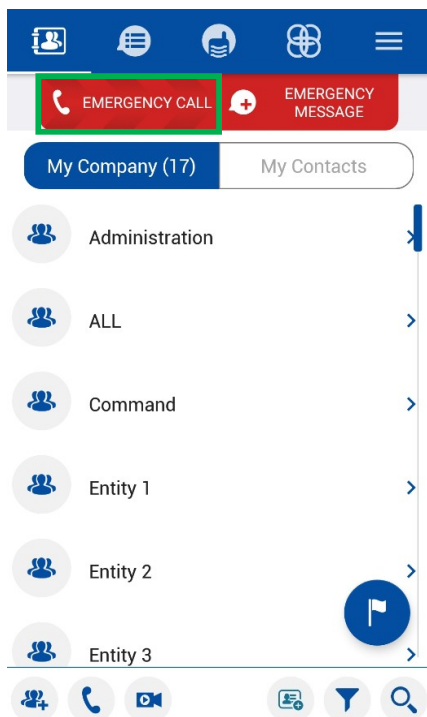 EMERGENCY CALL
EMERGENCY
MESSAGE
My Company (17)
My Contacts
Administration
ALL
Command
Entity 1
Entity 2
Entity 3